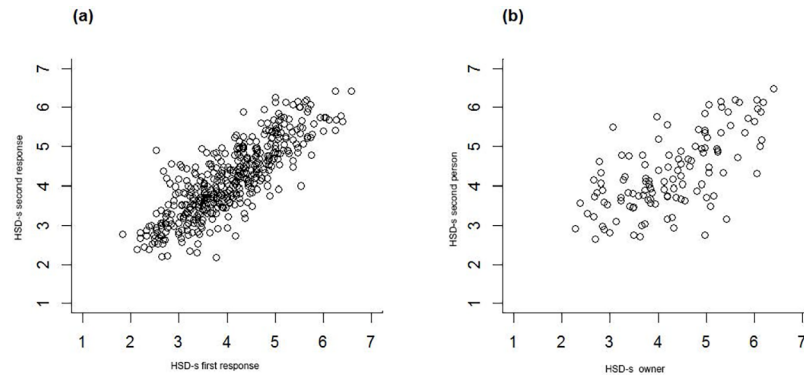 (a)
7
6
5
4
3
2
1
HSD-s second response
1 2 3 4 5 6 7
HSD-s first response
(b)
7
6
5
4
3
2
1
HSD-s second person
1 2 3 4 5 6 7
HSD-s owner